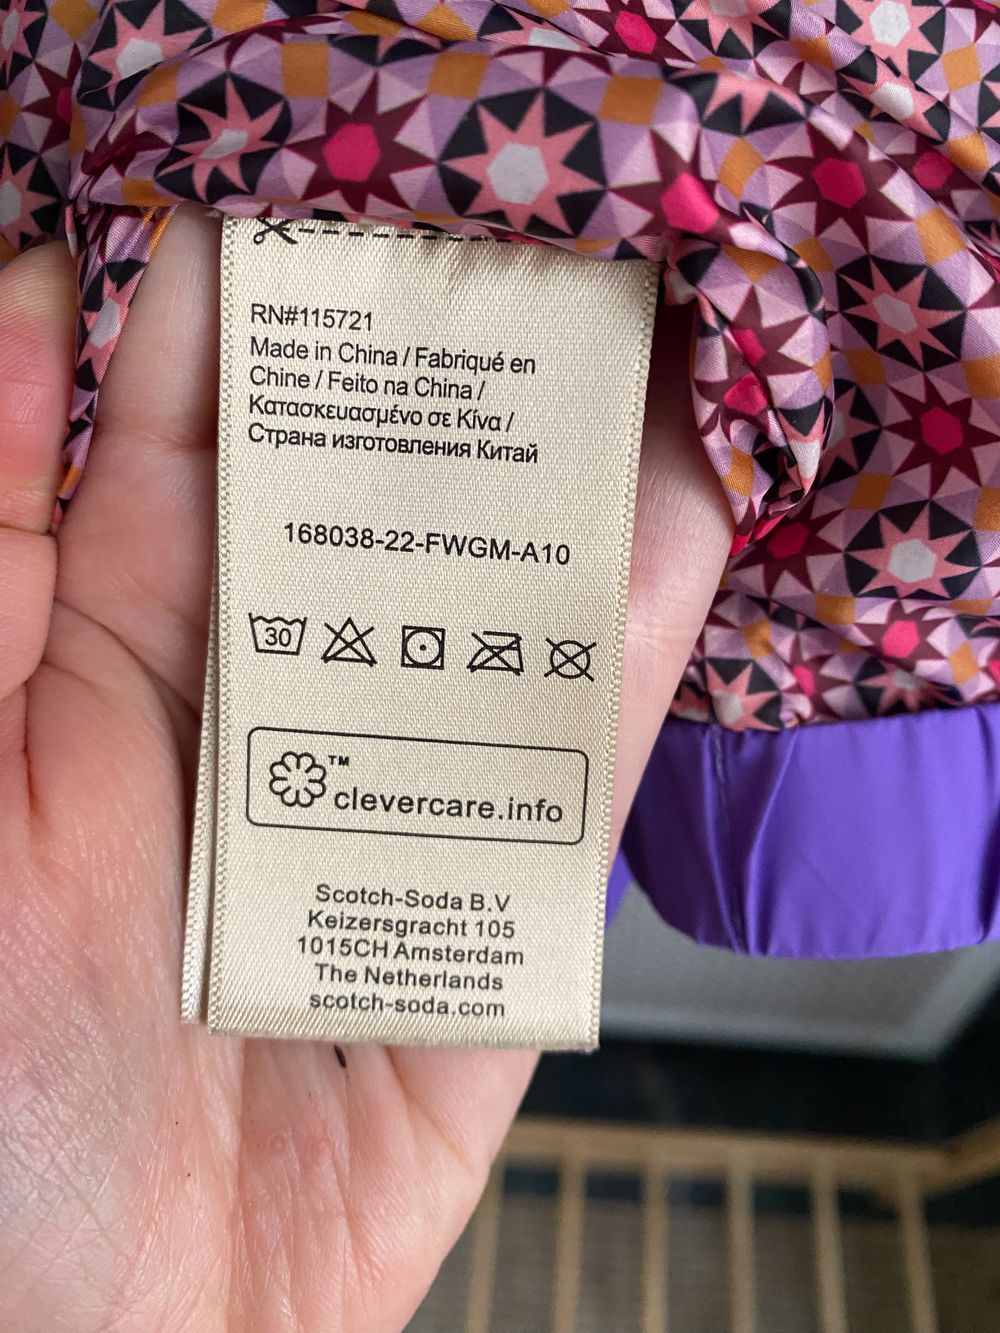 RN#115721
Made in China / Fabriqué en
Chine / Feito na China /
Κατασκευασμένο σε Κίνα /
Страна изготовления Китай
168038-22-FWGM-A10
30
TM
clevercare.info
Scotch-Soda B.V
Keizersgracht 105
1015CH Amsterdam
The Netherlands
scotch-soda.com